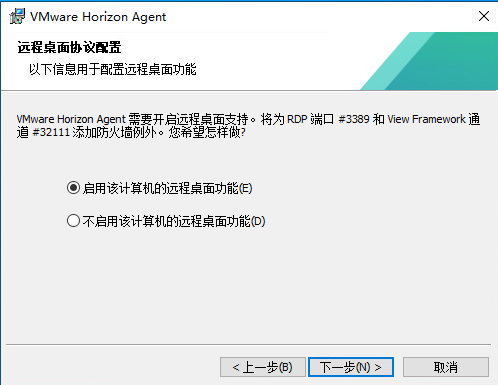 VMware Horizon Agent
远程桌面协议配置
以下信息用于配置远程桌面功能
VMware Horizon Agent 需要开启远程桌面支持。将为 RDP 端口 #3389 和 View Framework 通
道 #32111 添加防火墙例外。您希望怎样做?
启用该计算机的远程桌面功能(E)
不启用该计算机的远程桌面功能(D)
< 上一步(B)
下一步(N) >
取消